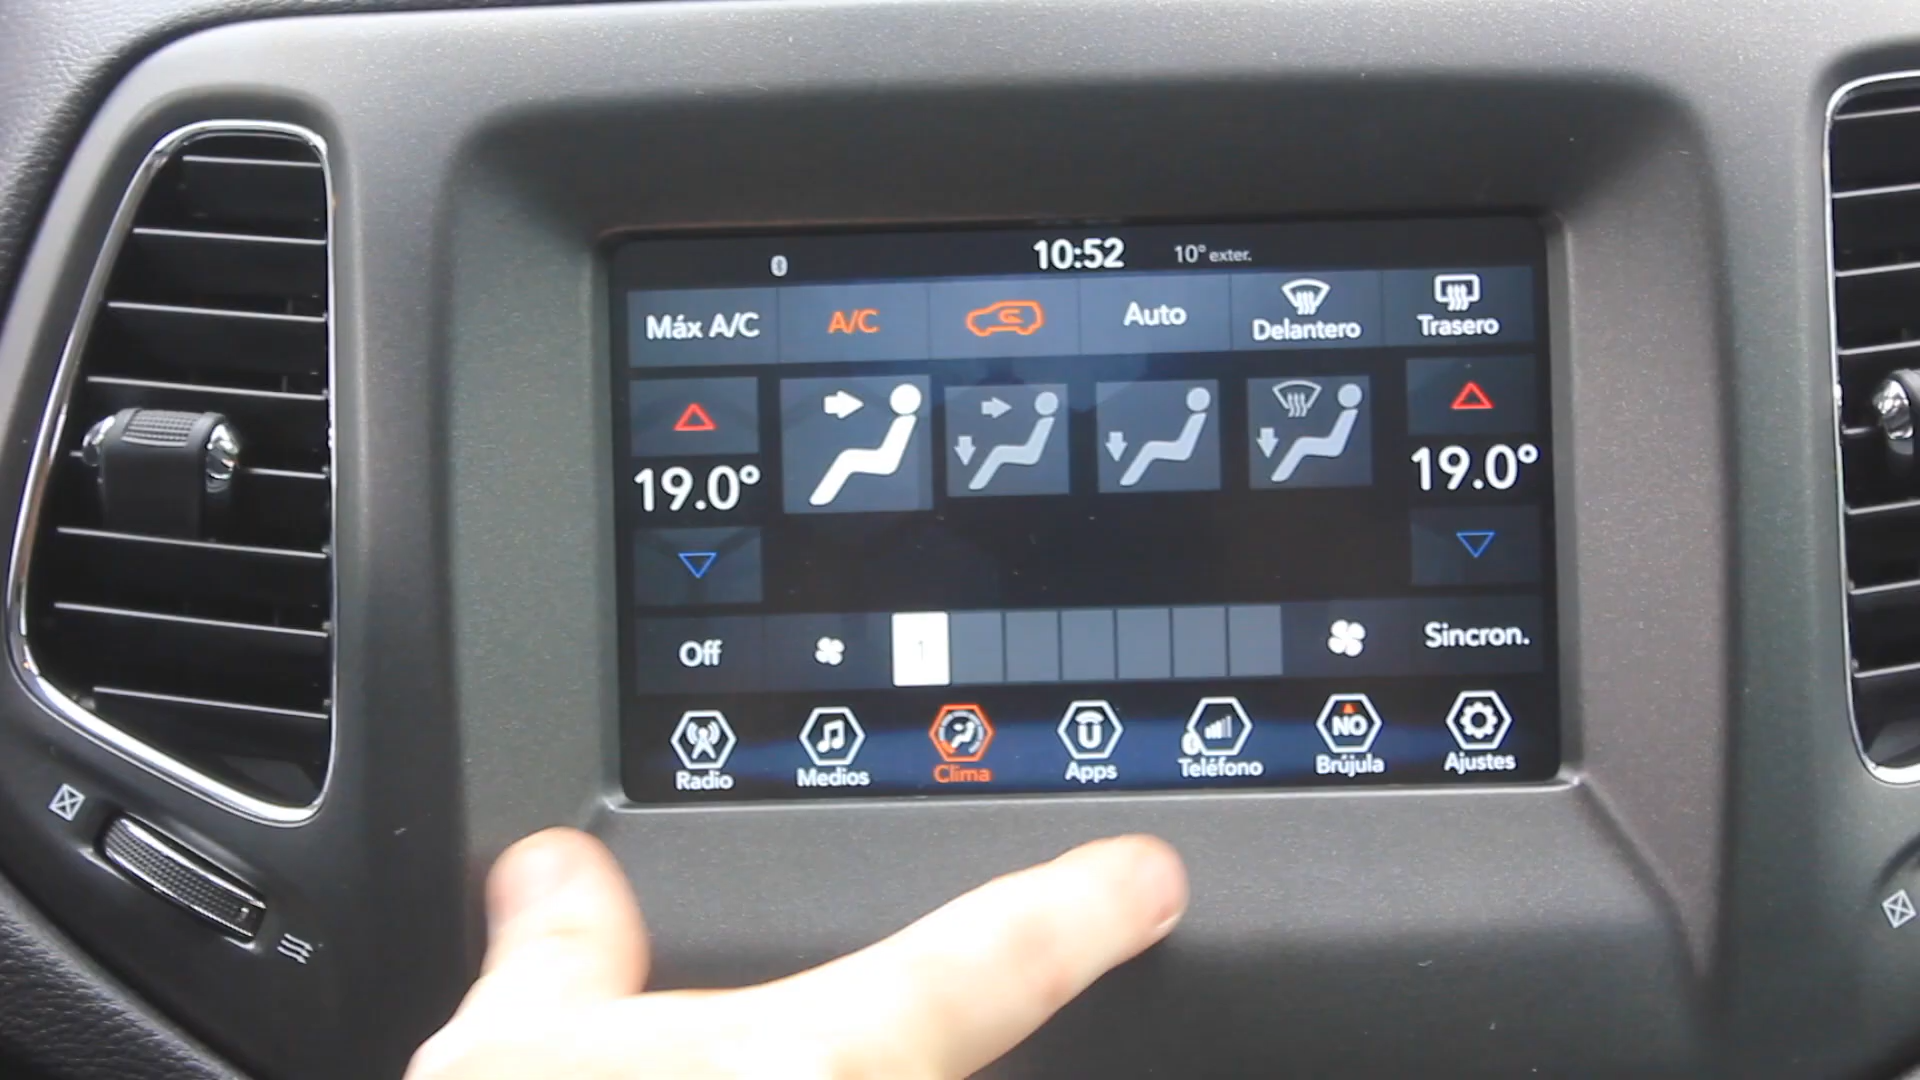 10:52 10° exter.
Máx A/C A/C Auto Delantero Trasero
19.0° 19.0°
Off 1 Sincron.
U NO
Radio Medios Clima Apps Teléfono Brújula Ajustes